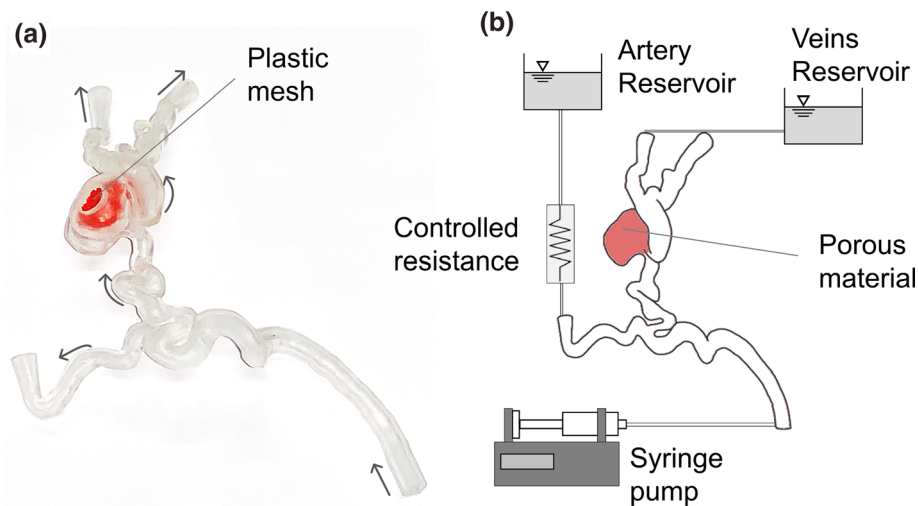 (a)
Plastic
mesh
(b)
Artery
Reservoir
Veins
Reservoir
Controlled
resistance
Porous
material
Syringe
pump